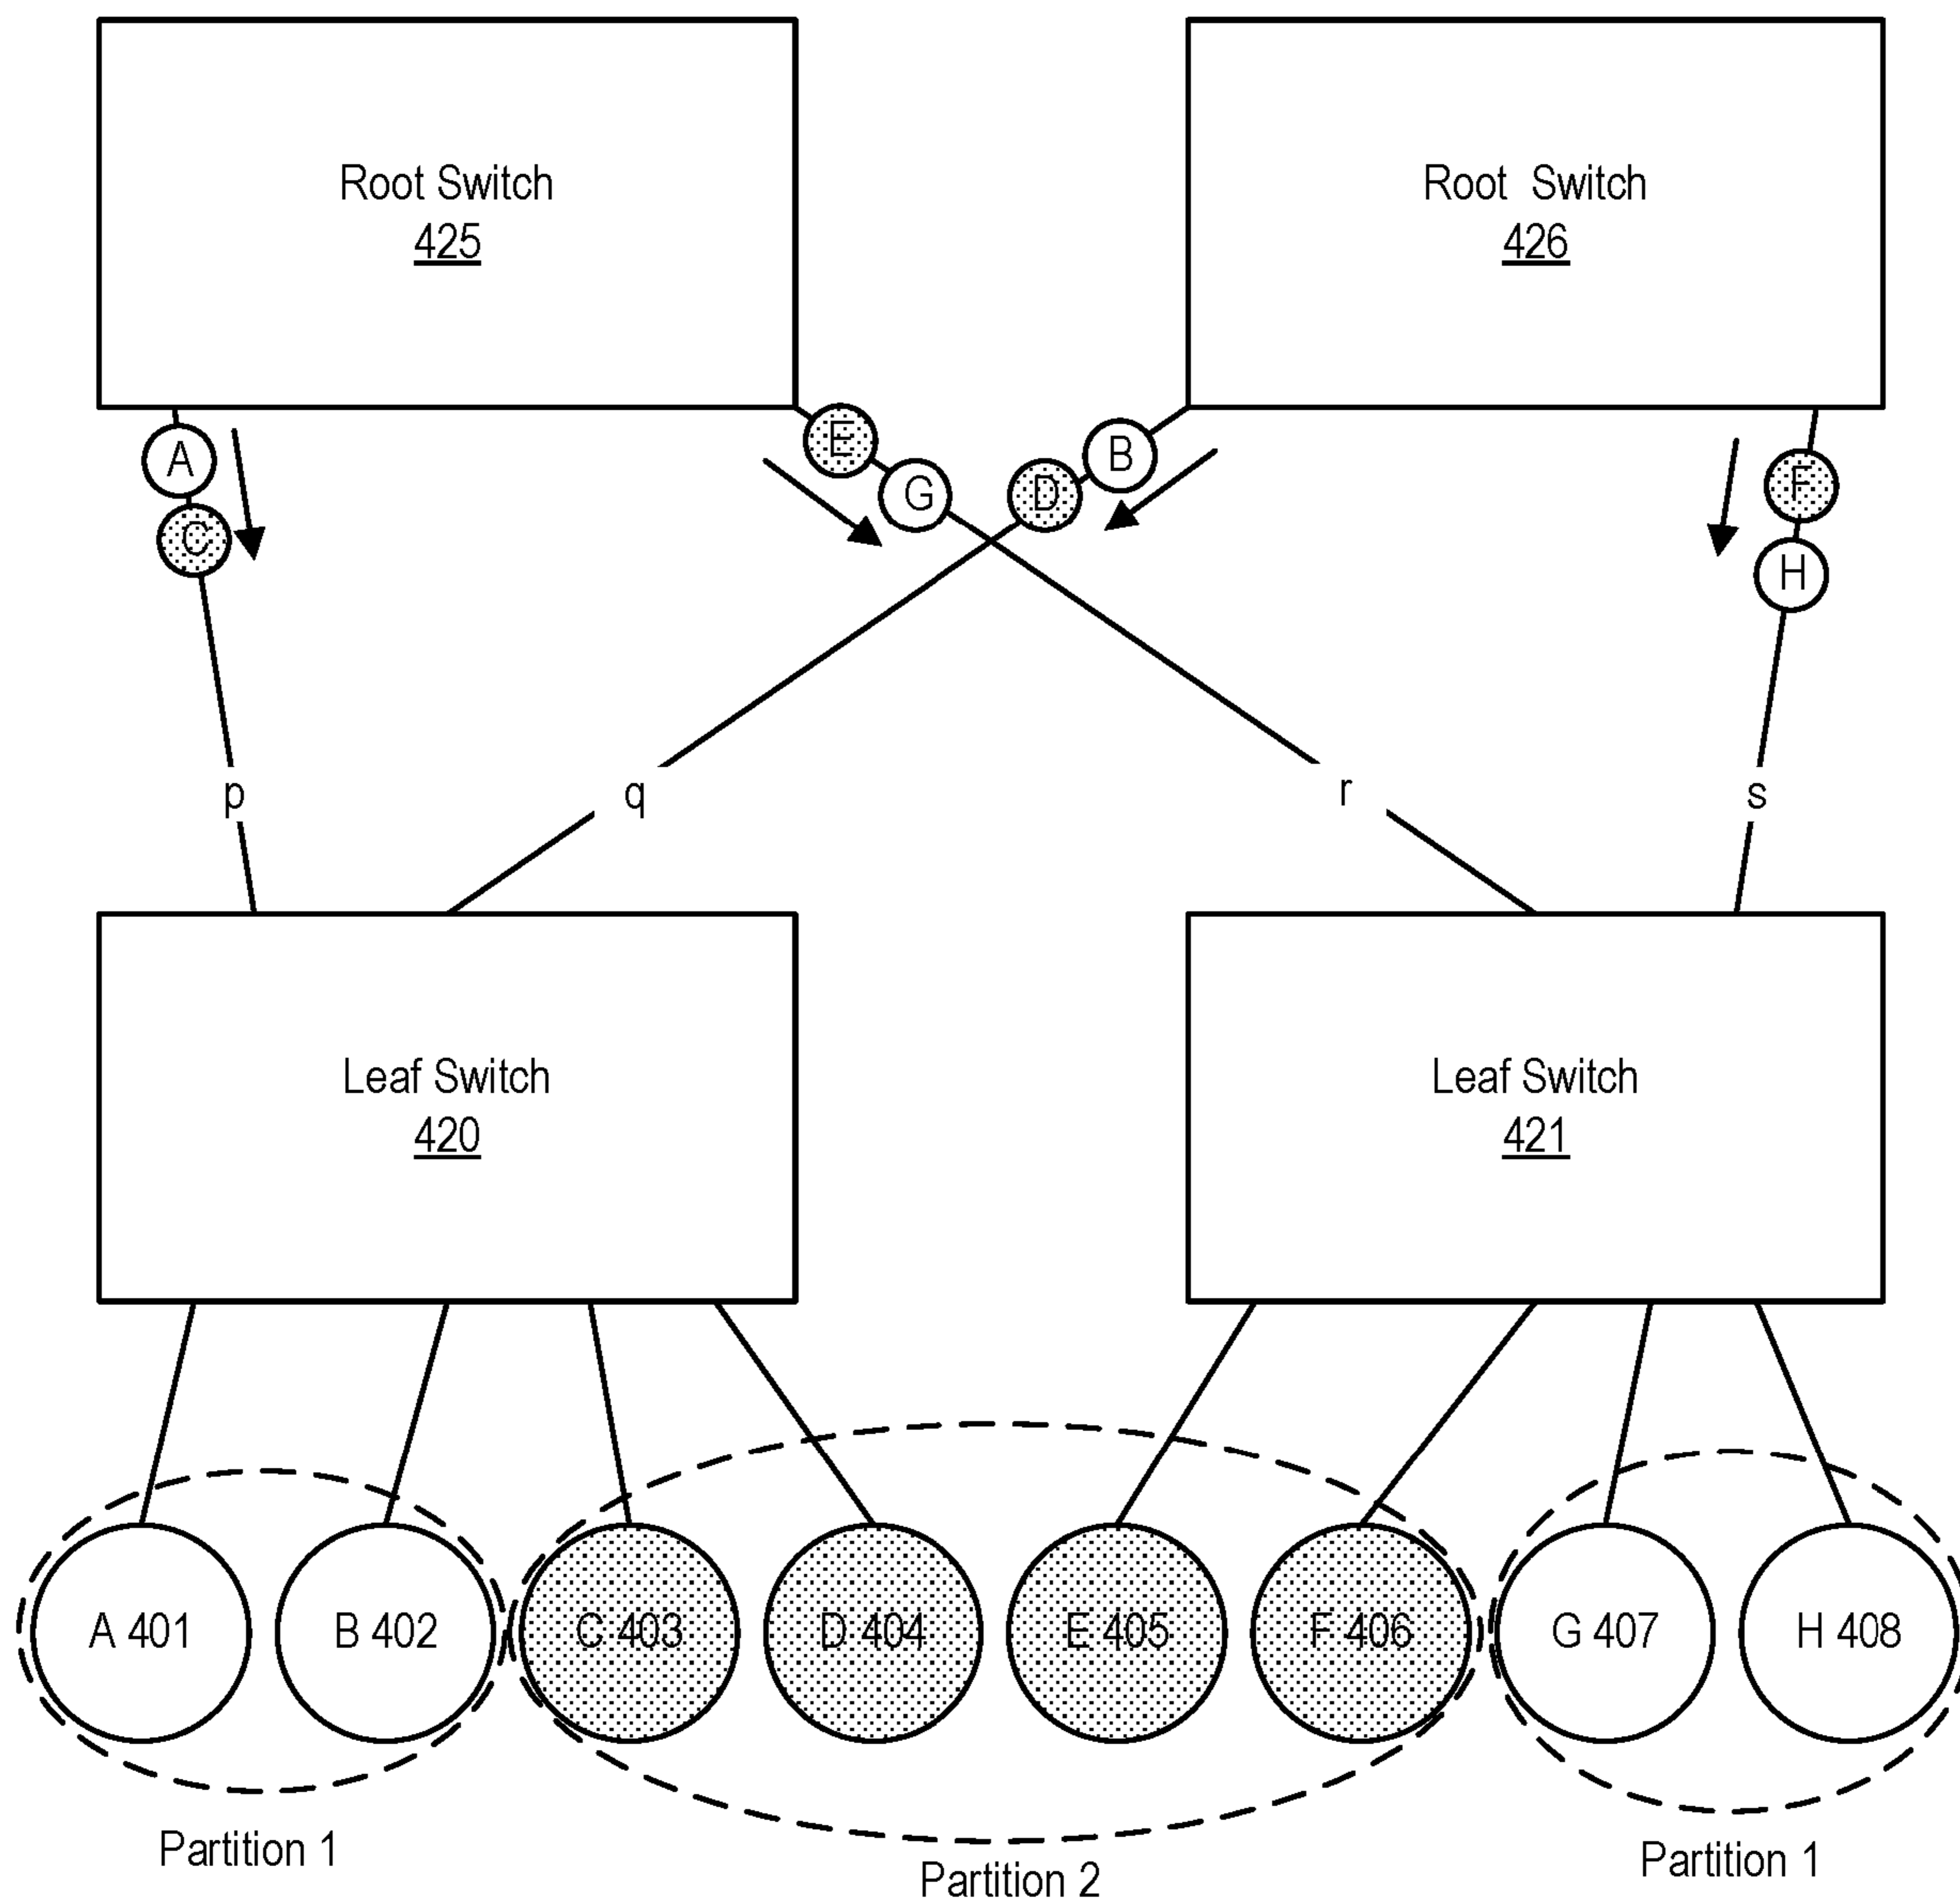 Root Switch
425
Root Switch
426
A
C
E
G
D
B
F
H
p
q
r
s
Leaf Switch
420
Leaf Switch
421
A 401
B 402
C 403
D 404
E 405
F 406
G 407
H 408
Partition 1
Partition 2
Partition 1